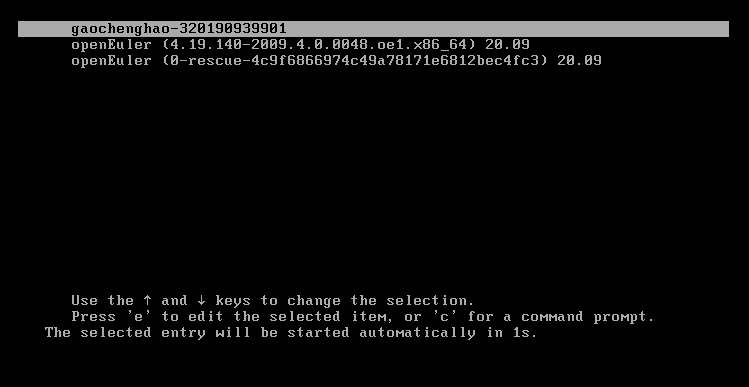 gaochenghao-320190939901
openEuler (4.19.140-2009.4.0.0048.oe1.x86_64) 20.09
openEuler (0-rescue-4c9f6866974c49a78171e6812bec4fc3) 20.09
Use the ↑ and ↓ keys to change the selection.
Press 'e' to edit the selected item, or 'c' for a command prompt.
The selected entry will be started automatically in 1s.